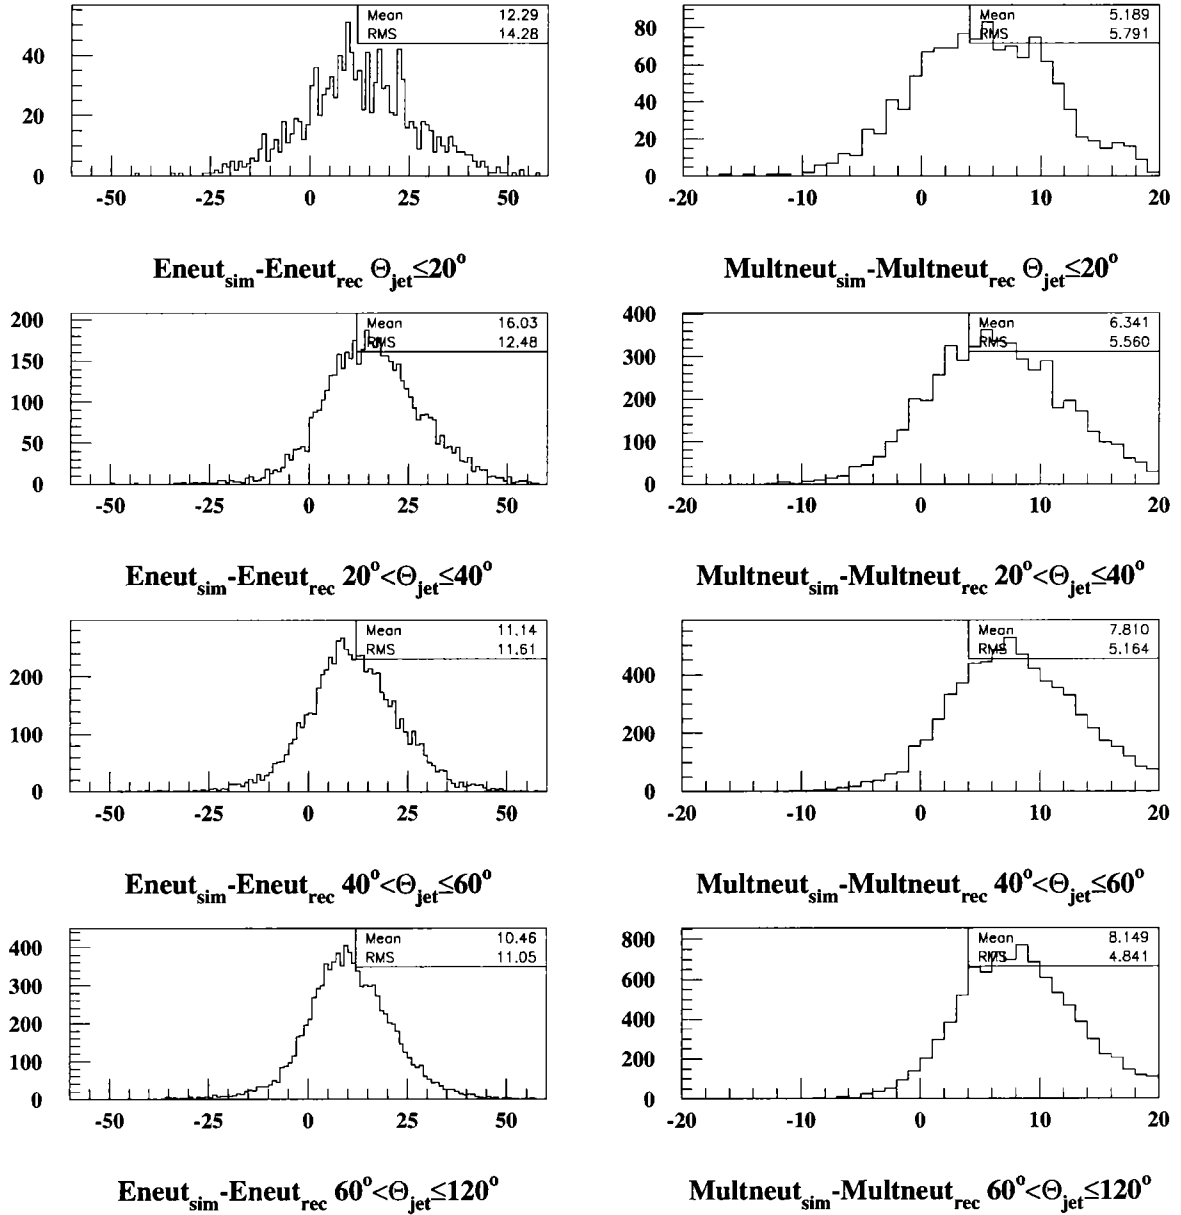 Mean 12.29
RMS 14.28
40
20
0
-50 -25 0 25 50
Eneut_sim-Eneut_rec Θ_jet≤20°
Mean 5.189
RMS 5.791
80
60
40
20
0
-20 -10 0 10 20
Multneut_sim-Multneut_rec Θ_jet≤20°
Mean 16.03
RMS 12.48
200
150
100
50
0
-50 -25 0 25 50
Eneut_sim-Eneut_rec 20°<Θ_jet≤40°
Mean 6.341
RMS 5.560
400
300
200
100
0
-20 -10 0 10 20
Multneut_sim-Multneut_rec 20°<Θ_jet≤40°
Mean 11.14
RMS 11.61
200
100
0
-50 -25 0 25 50
Eneut_sim-Eneut_rec 40°<Θ_jet≤60°
Mean 7.810
RMS 5.164
400
200
0
-20 -10 0 10 20
Multneut_sim-Multneut_rec 40°<Θ_jet≤60°
Mean 10.46
RMS 11.05
400
300
200
100
0
-50 -25 0 25 50
Eneut_sim-Eneut_rec 60°<Θ_jet≤120°
Mean 8.149
RMS 4.841
800
600
400
200
0
-20 -10 0 10 20
Multneut_sim-Multneut_rec 60°<Θ_jet≤120°